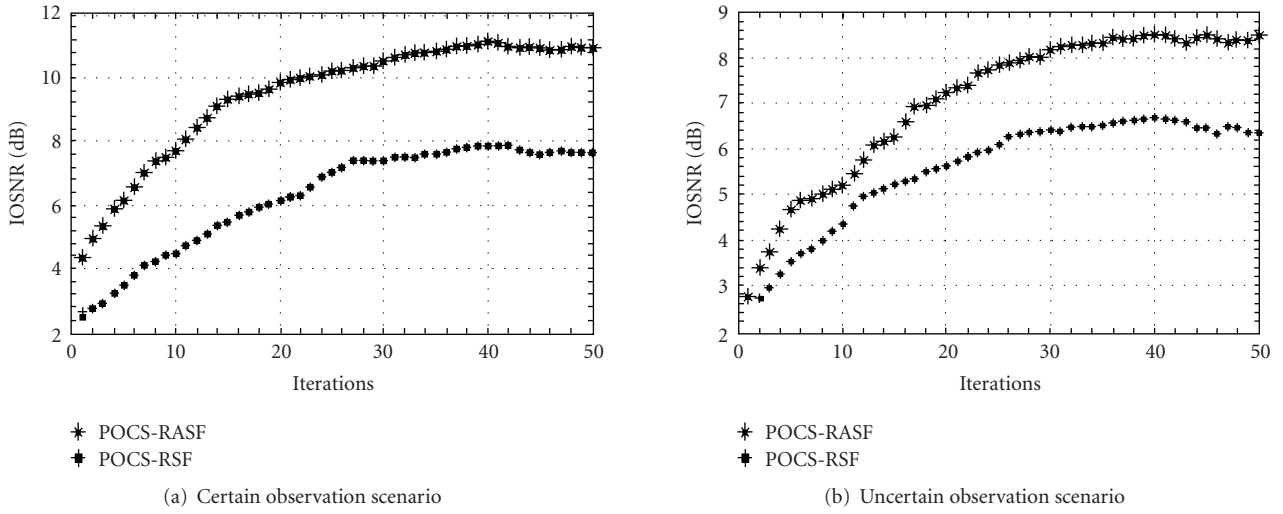 12
10
8
6
4
2
IOSNR (dB)
0
10
20
30
40
50
Iterations
POCS-RASF
POCS-RSF
(a) Certain observation scenario
9
8
7
6
5
4
3
2
IOSNR (dB)
0
10
20
30
40
50
Iterations
POCS-RASF
POCS-RSF
(b) Uncertain observation scenario